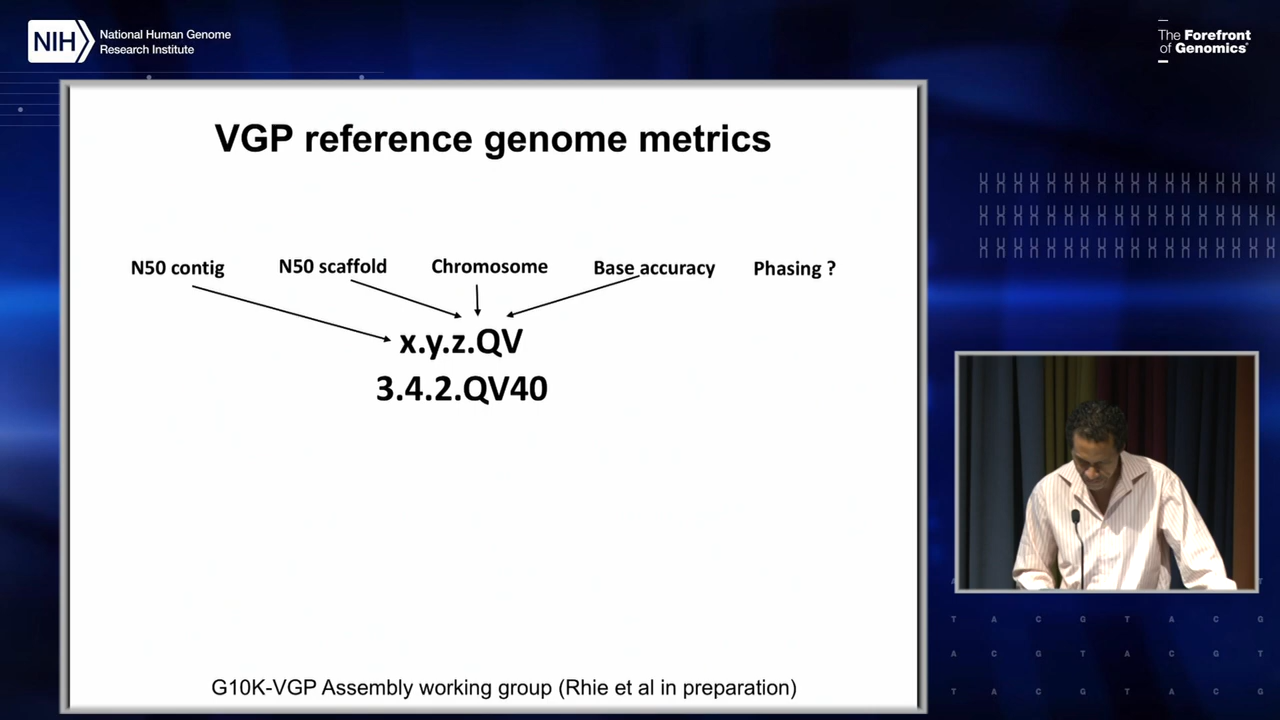 NIH
National Human Genome
Research Institute
The Forefront
of Genomics®
VGP reference genome metrics
N50 contig
N50 scaffold
Chromosome
Base accuracy
Phasing ?
x.y.z.QV
3.4.2.QV40
G10K-VGP Assembly working group (Rhie et al in preparation)
T A C G T A C G
A C G T A C G T
T A C G T A C G